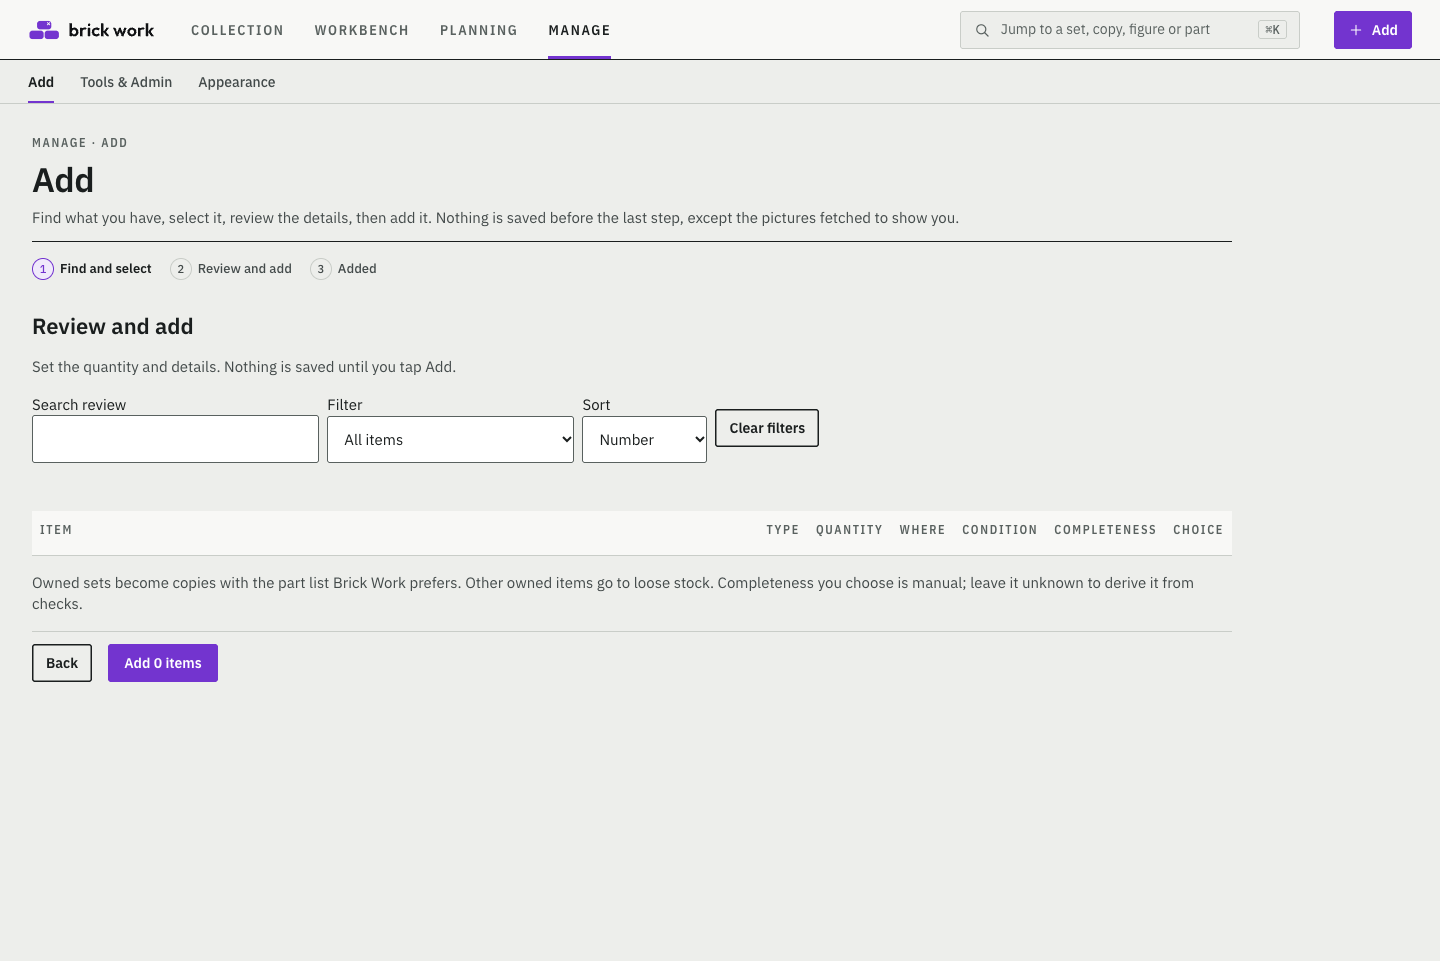 brick work
COLLECTION
WORKBENCH
PLANNING
MANAGE
Jump to a set, copy, figure or part
⌘K
+ Add
Add
Tools & Admin
Appearance
MANAGE · ADD
Add
Find what you have, select it, review the details, then add it. Nothing is saved before the last step, except the pictures fetched to show you.
1 Find and select
2 Review and add
3 Added
Review and add
Set the quantity and details. Nothing is saved until you tap Add.
Search review
Filter
Sort
All items
Number
Clear filters
ITEM
TYPE
QUANTITY
WHERE
CONDITION
COMPLETENESS
CHOICE
Owned sets become copies with the part list Brick Work prefers. Other owned items go to loose stock. Completeness you choose is manual; leave it unknown to derive it from
checks.
Back
Add 0 items